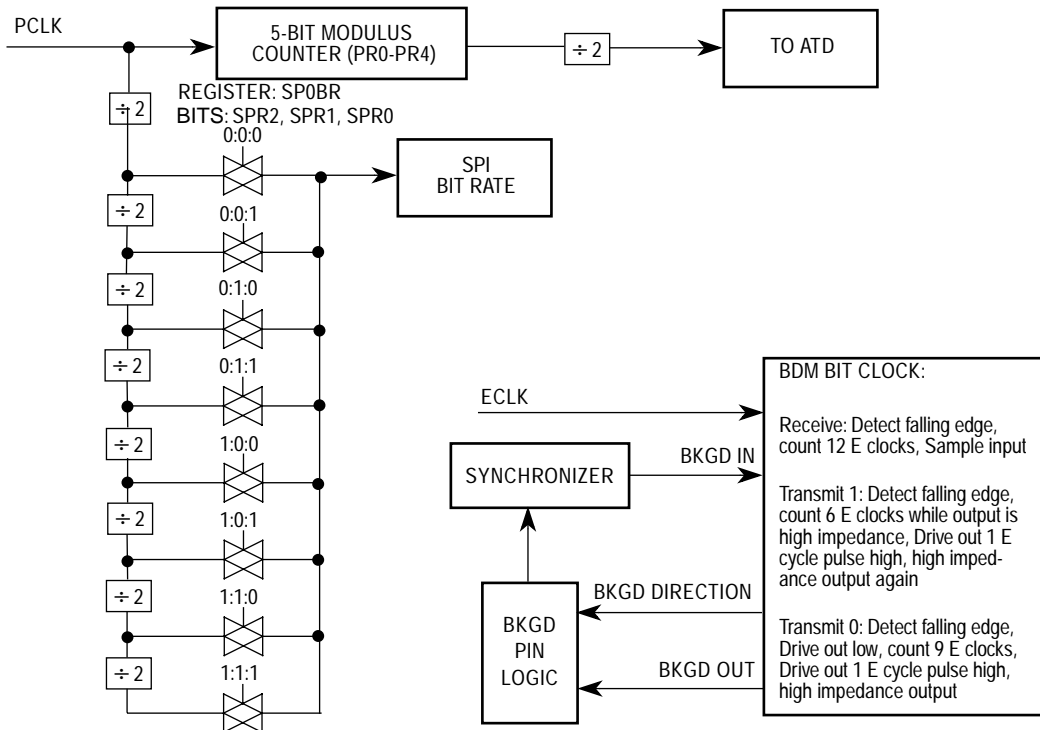 PCLK
5-BIT MODULUS
COUNTER (PR0-PR4)
÷ 2
TO ATD
÷ 2
REGISTER: SP0BR
BITS: SPR2, SPR1, SPR0
0:0:0
SPI
BIT RATE
÷ 2
0:0:1
÷ 2
0:1:0
÷ 2
0:1:1
÷ 2
1:0:0
÷ 2
1:0:1
÷ 2
1:1:0
÷ 2
1:1:1
ECLK
SYNCHRONIZER
BKGD IN
BKGD DIRECTION
BKGD
PIN
LOGIC
BKGD OUT
BDM BIT CLOCK:
Receive: Detect falling edge,
count 12 E clocks, Sample input
Transmit 1: Detect falling edge,
count 6 E clocks while output is
high impedance, Drive out 1 E
cycle pulse high, high imped-
ance output again
Transmit 0: Detect falling edge,
Drive out low, count 9 E clocks,
Drive out 1 E cycle pulse high,
high impedance output